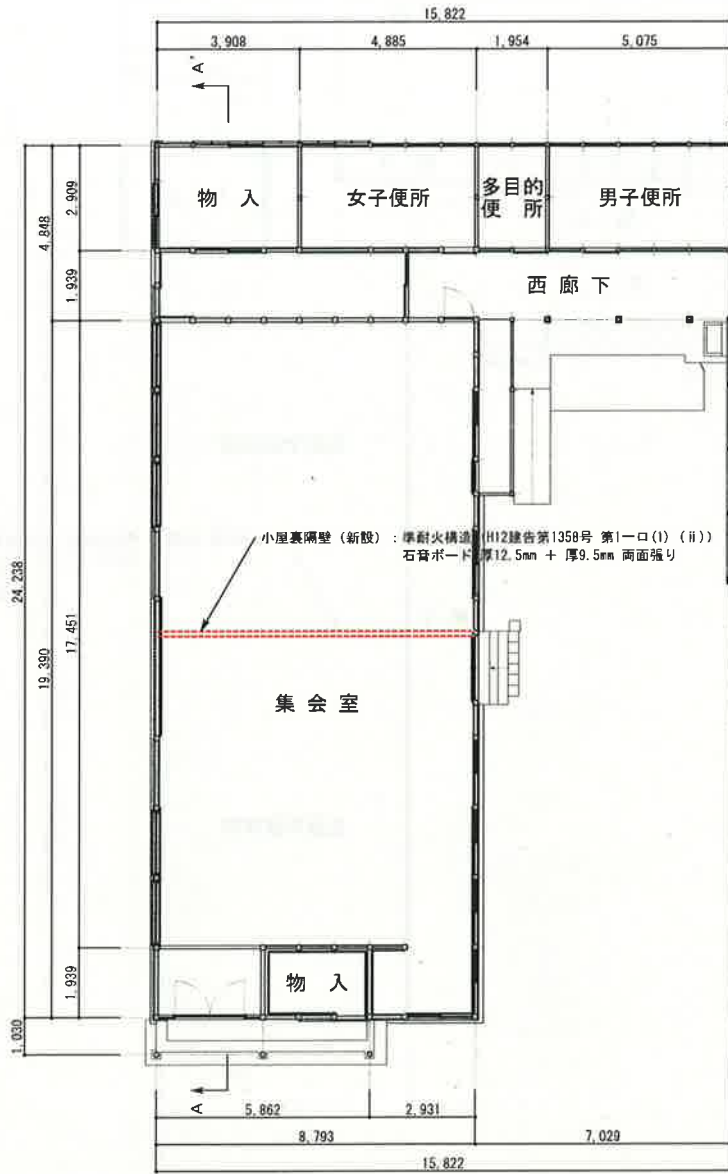 15,822
3,908
4,885
1,954
5,075
A'
物 入
女子便所
多目的
便 所
男子便所
2,909
4,848
1,939
西 廊 下
小屋裏隔壁 (新設) : 準耐火構造 (H12建告第1358号 第1一ロ(1) (ii))
石膏ボード 厚12.5mm + 厚9.5mm 両面張り
24,238
19,390
17,451
集 会 室
1,939
物 入
1,030
A
5,862
2,931
8,793
7,029
15,822